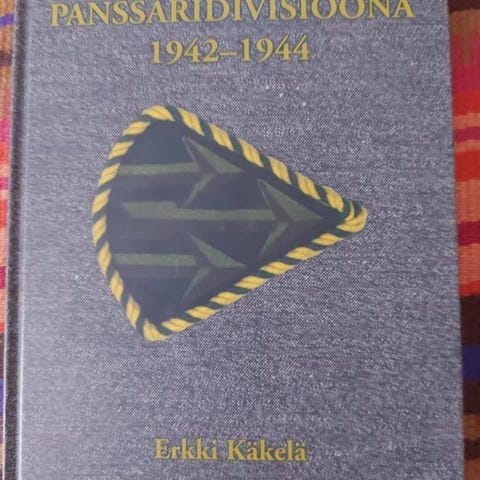 PANSSARIDIVISIOONA
1942–1944
Erkki Käkelä